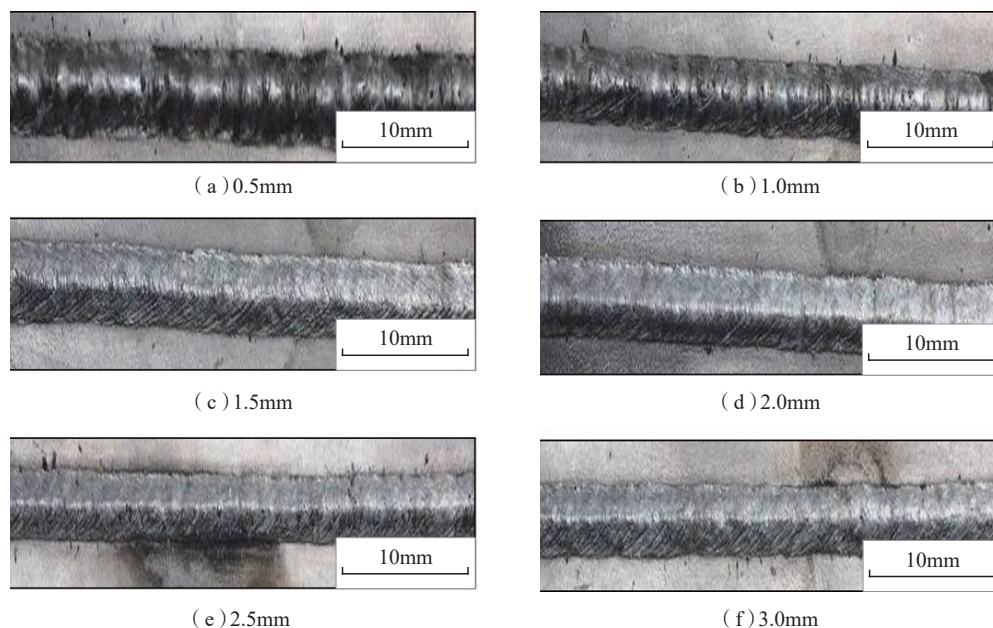 10mm
10mm
（a）0.5mm
（b）1.0mm
10mm
10mm
（c）1.5mm
（d）2.0mm
10mm
10mm
（e）2.5mm
（f）3.0mm